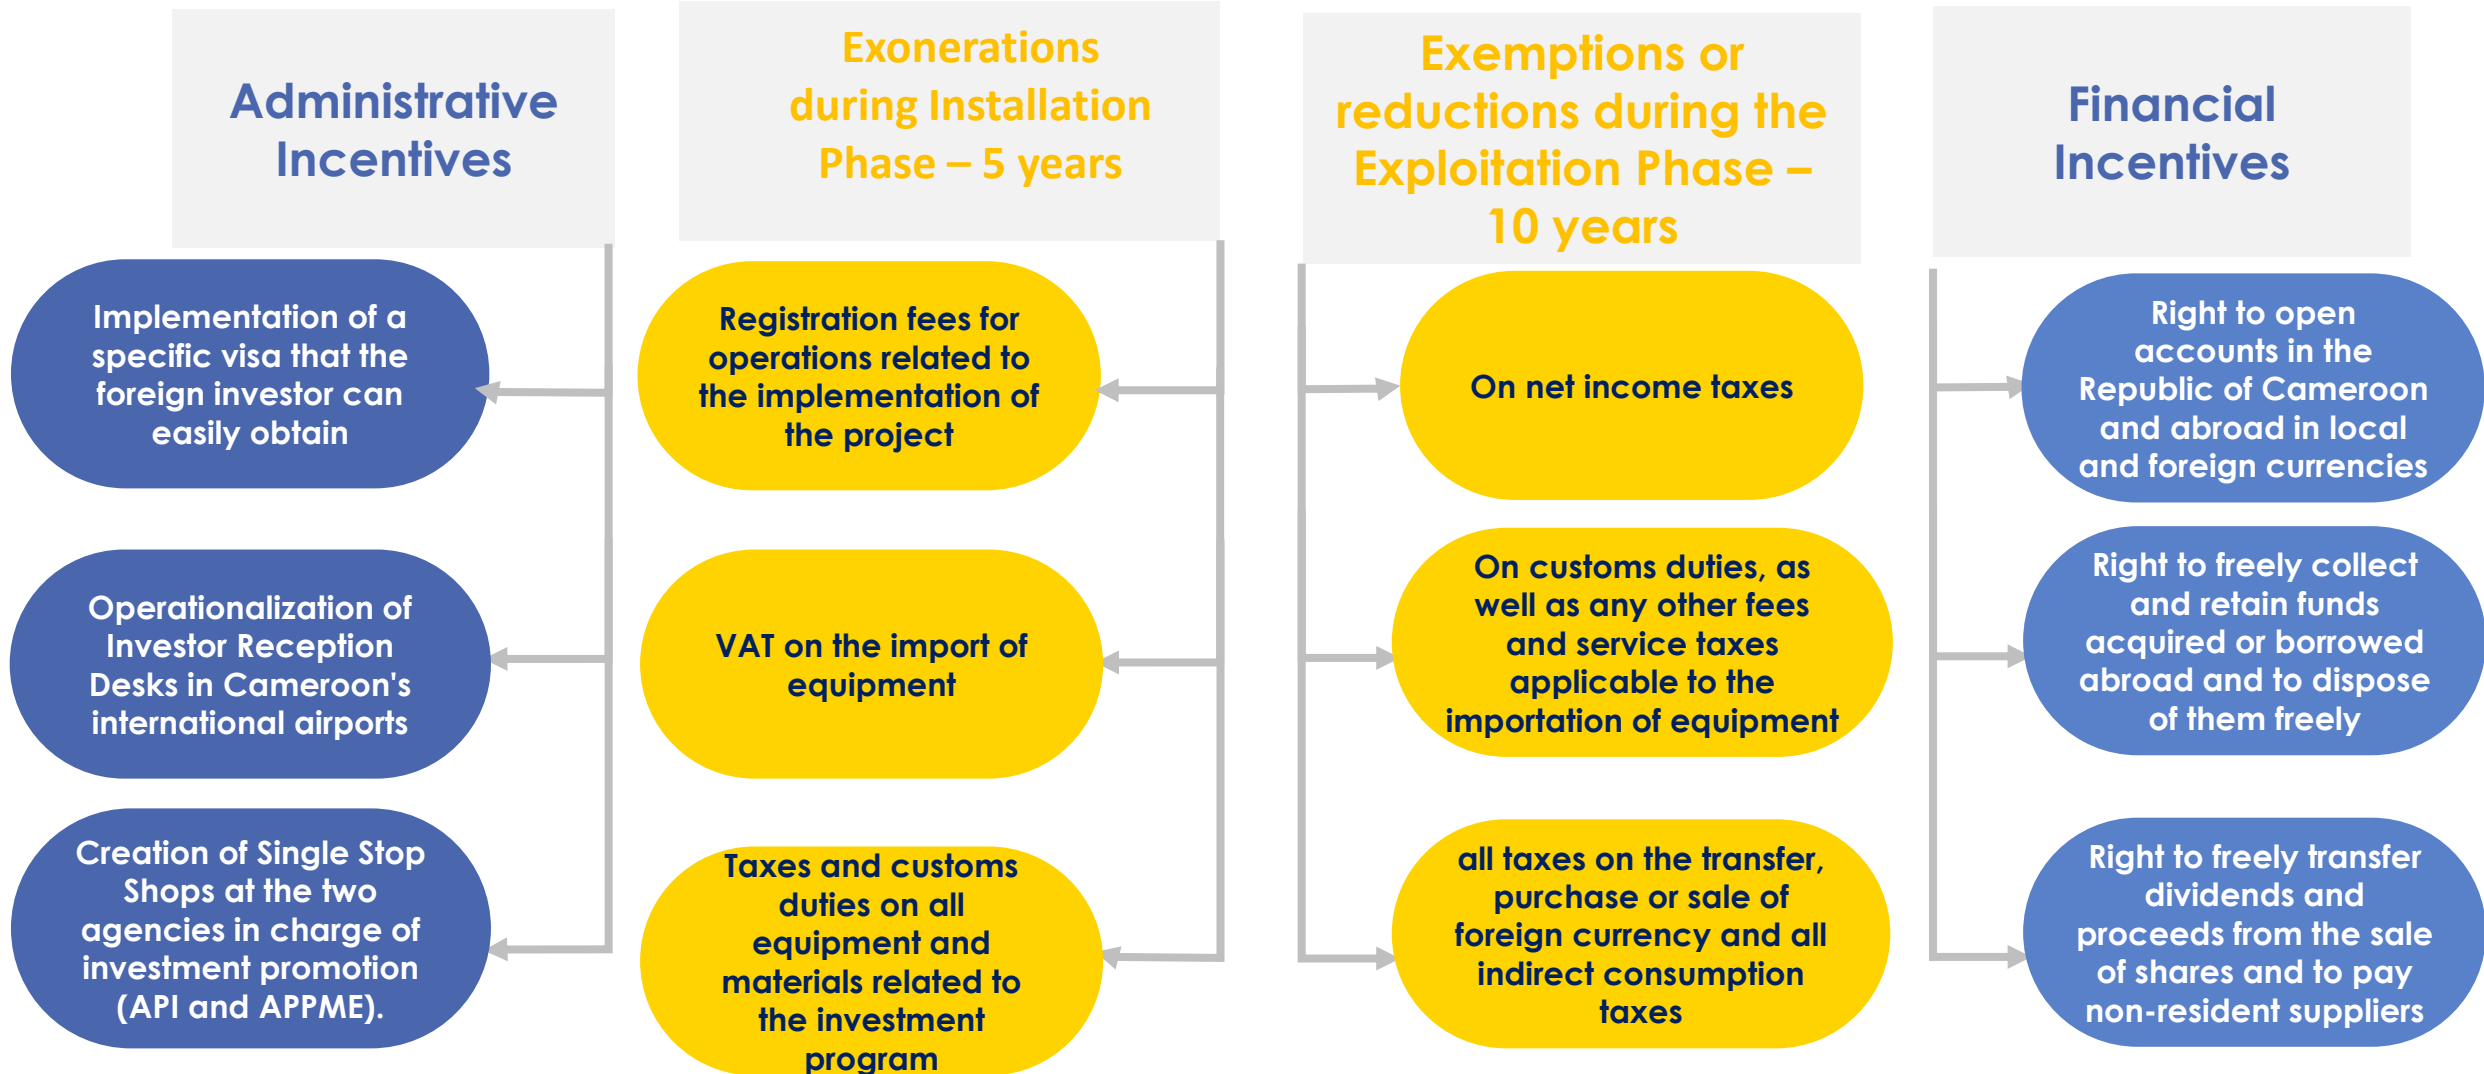 Administrative
Incentives
Implementation of a
specific visa that the
foreign investor can
easily obtain
Operationalization of
Investor Reception
Desks in Cameroon's
international airports
Creation of Single Stop
Shops at the two
agencies in charge of
investment promotion
(API and APPME).
Exonerations
during Installation
Phase – 5 years
Registration fees for
operations related to
the implementation of
the project
VAT on the import of
equipment
Taxes and customs
duties on all
equipment and
materials related to
the investment
program
Exemptions or
reductions during the
Exploitation Phase –
10 years
On net income taxes
On customs duties, as
well as any other fees
and service taxes
applicable to the
importation of equipment
all taxes on the transfer,
purchase or sale of
foreign currency and all
indirect consumption
taxes
Financial
Incentives
Right to open
accounts in the
Republic of Cameroon
and abroad in local
and foreign currencies
Right to freely collect
and retain funds
acquired or borrowed
abroad and to dispose
of them freely
Right to freely transfer
dividends and
proceeds from the sale
of shares and to pay
non-resident suppliers